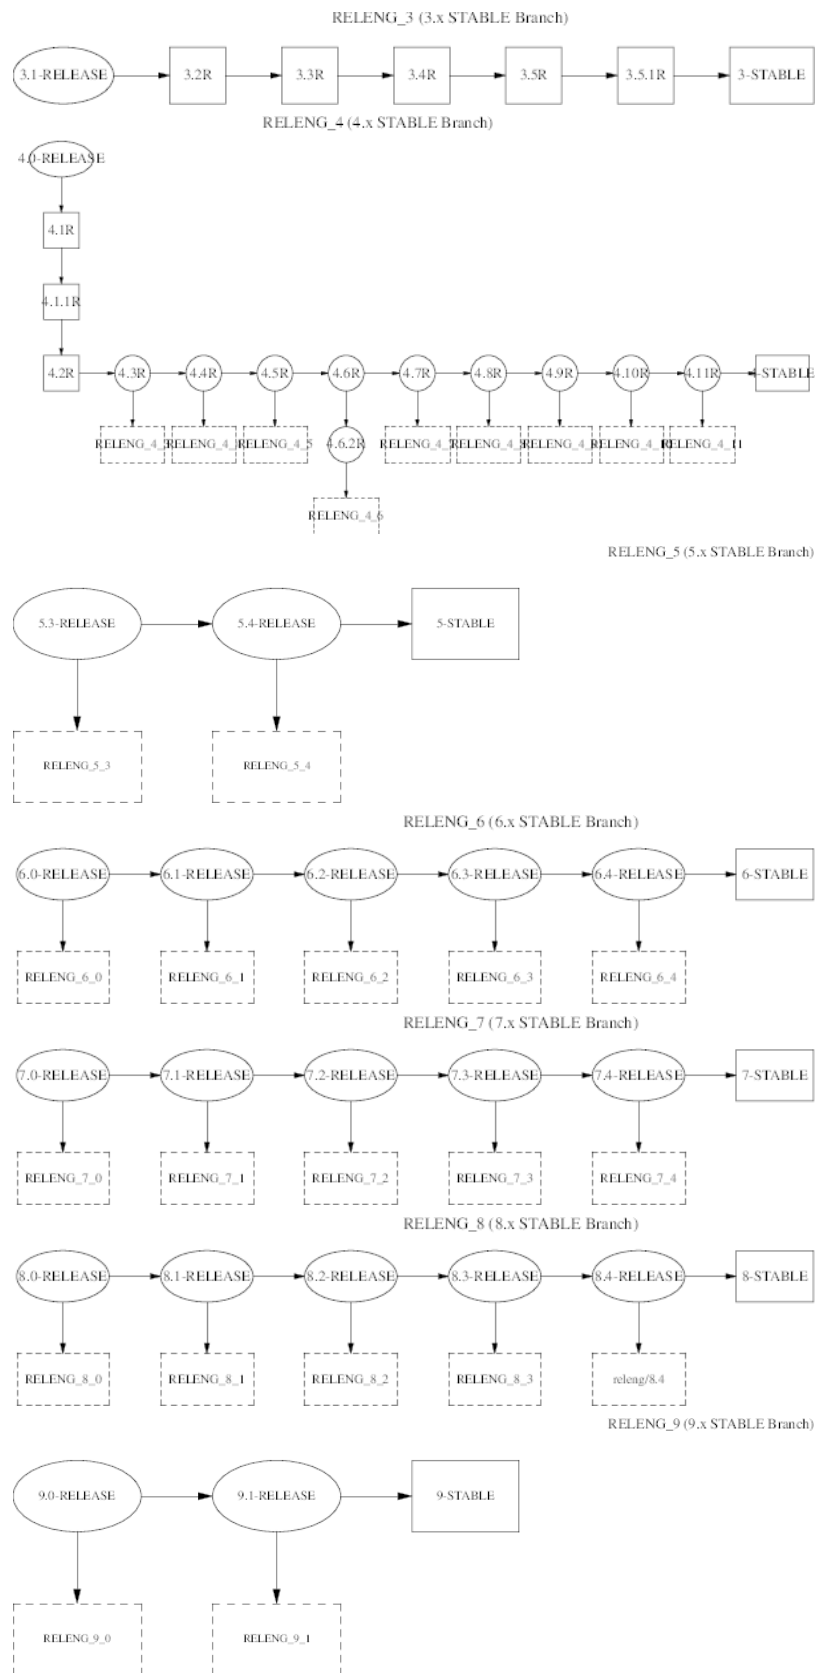 RELENG_3 (3.x STABLE Branch)
3.1-RELEASE 3.2R 3.3R 3.4R 3.5R 3.5.1R 3-STABLE
RELENG_4 (4.x STABLE Branch)
4.0-RELEASE
4.1R
4.1.1R
4.2R 4.3R 4.4R 4.5R 4.6R 4.7R 4.8R 4.9R 4.10R 4.11R -STABLE
RELENG_4_ RELENG_4_ RELENG_4_5 4.6.2R RELENG_4_ RELENG_4_ RELENG_4_ RELENG_4_11
RELENG_4_6
RELENG_5 (5.x STABLE Branch)
5.3-RELEASE 5.4-RELEASE 5-STABLE
RELENG_5_3 RELENG_5_4
RELENG_6 (6.x STABLE Branch)
6.0-RELEASE 6.1-RELEASE 6.2-RELEASE 6.3-RELEASE 6.4-RELEASE 6-STABLE
RELENG_6_0 RELENG_6_1 RELENG_6_2 RELENG_6_3 RELENG_6_4
RELENG_7 (7.x STABLE Branch)
7.0-RELEASE 7.1-RELEASE 7.2-RELEASE 7.3-RELEASE 7.4-RELEASE 7-STABLE
RELENG_7_0 RELENG_7_1 RELENG_7_2 RELENG_7_3 RELENG_7_4
RELENG_8 (8.x STABLE Branch)
8.0-RELEASE 8.1-RELEASE 8.2-RELEASE 8.3-RELEASE 8.4-RELEASE 8-STABLE
RELENG_8_0 RELENG_8_1 RELENG_8_2 RELENG_8_3 releng/8.4
RELENG_9 (9.x STABLE Branch)
9.0-RELEASE 9.1-RELEASE 9-STABLE
RELENG_9_0 RELENG_9_1